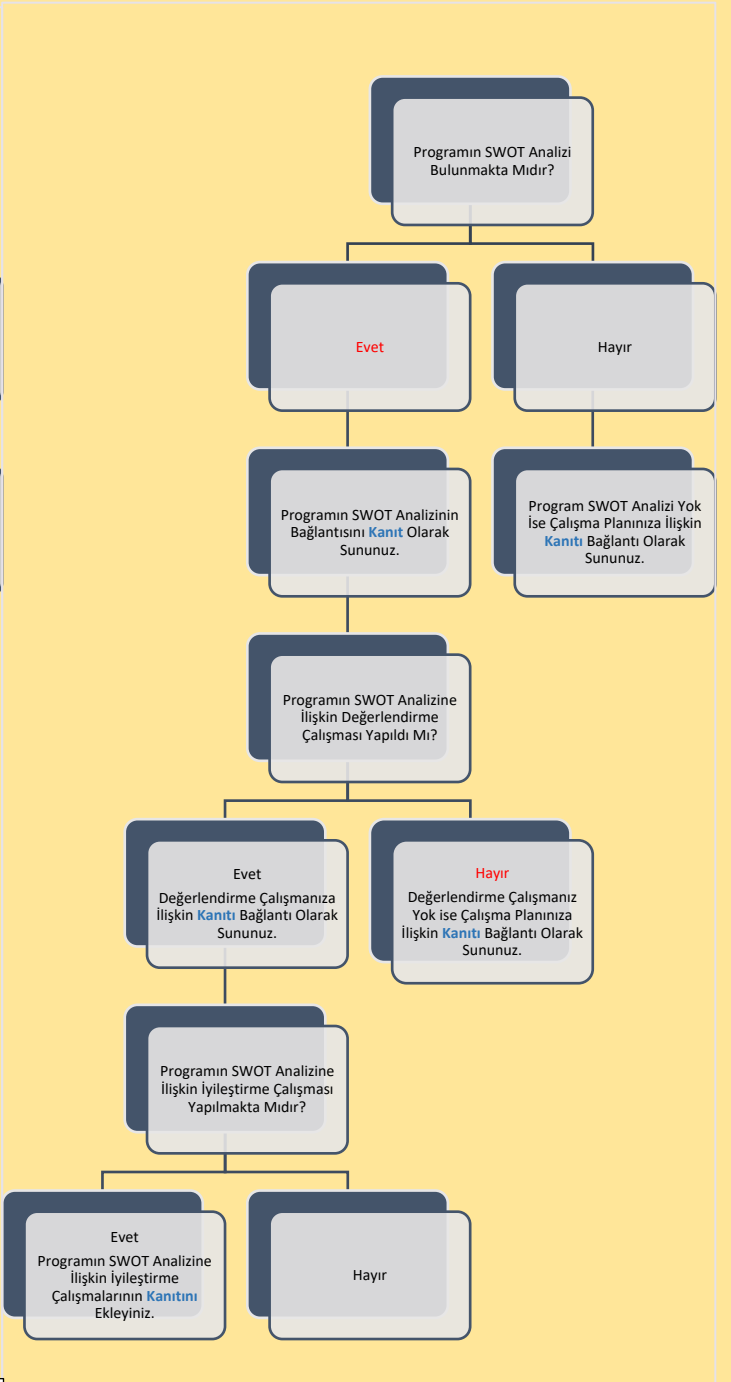 Programın SWOT Analizi
Bulunmakta Mıdır?
Evet
Hayır
Programın SWOT Analizinin
Bağlantısını Kanıt Olarak
Sununuz.
Program SWOT Analizi Yok
İse Çalışma Planınıza İlişkin
Kanıtı Bağlantı Olarak
Sununuz.
Programın SWOT Analizine
İlişkin Değerlendirme
Çalışması Yapıldı Mı?
Evet
Değerlendirme Çalışmanıza
İlişkin Kanıtı Bağlantı Olarak
Sununuz.
Hayır
Değerlendirme Çalışmanız
Yok ise Çalışma Planınıza
İlişkin Kanıtı Bağlantı Olarak
Sununuz.
Programın SWOT Analizine
İlişkin İyileştirme Çalışması
Yapılmakta Mıdır?
Evet
Programın SWOT Analizine
İlişkin İyileştirme
Çalışmalarının Kanıtını
Ekleyiniz.
Hayır